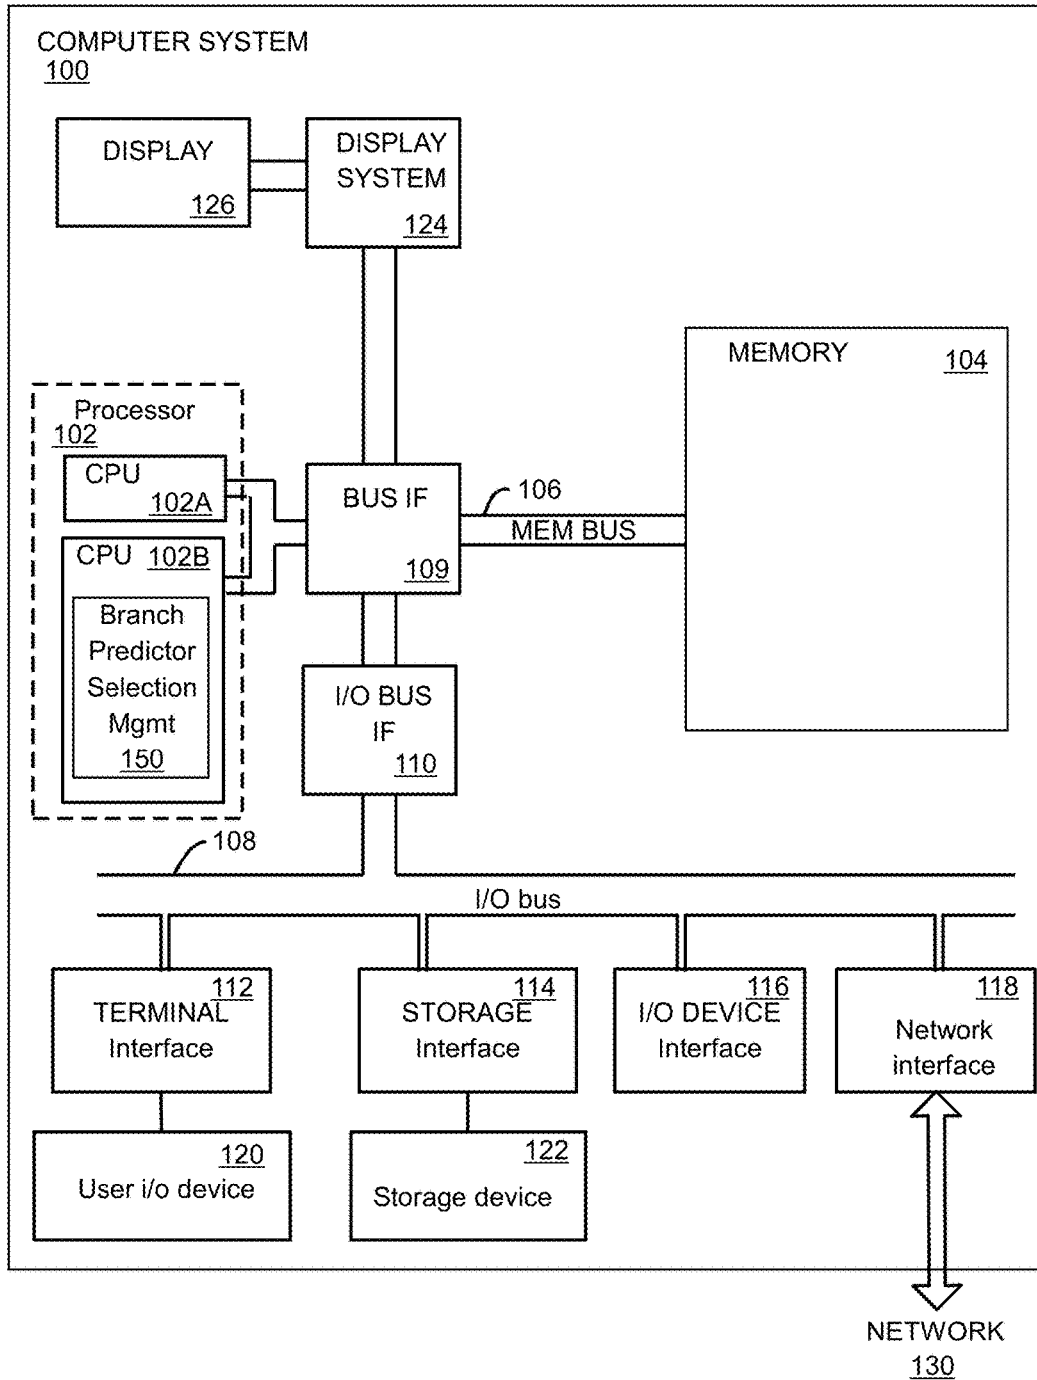 COMPUTER SYSTEM
100
DISPLAY
126
DISPLAY
SYSTEM
124
MEMORY
104
Processor
102
CPU
102A
CPU
102B
Branch
Predictor
Selection
Mgmt
150
BUS IF
109
106
MEM BUS
I/O BUS
IF
110
108
I/O bus
112
TERMINAL
Interface
114
STORAGE
Interface
116
I/O DEVICE
Interface
118
Network
interface
120
User i/o device
122
Storage device
NETWORK
130